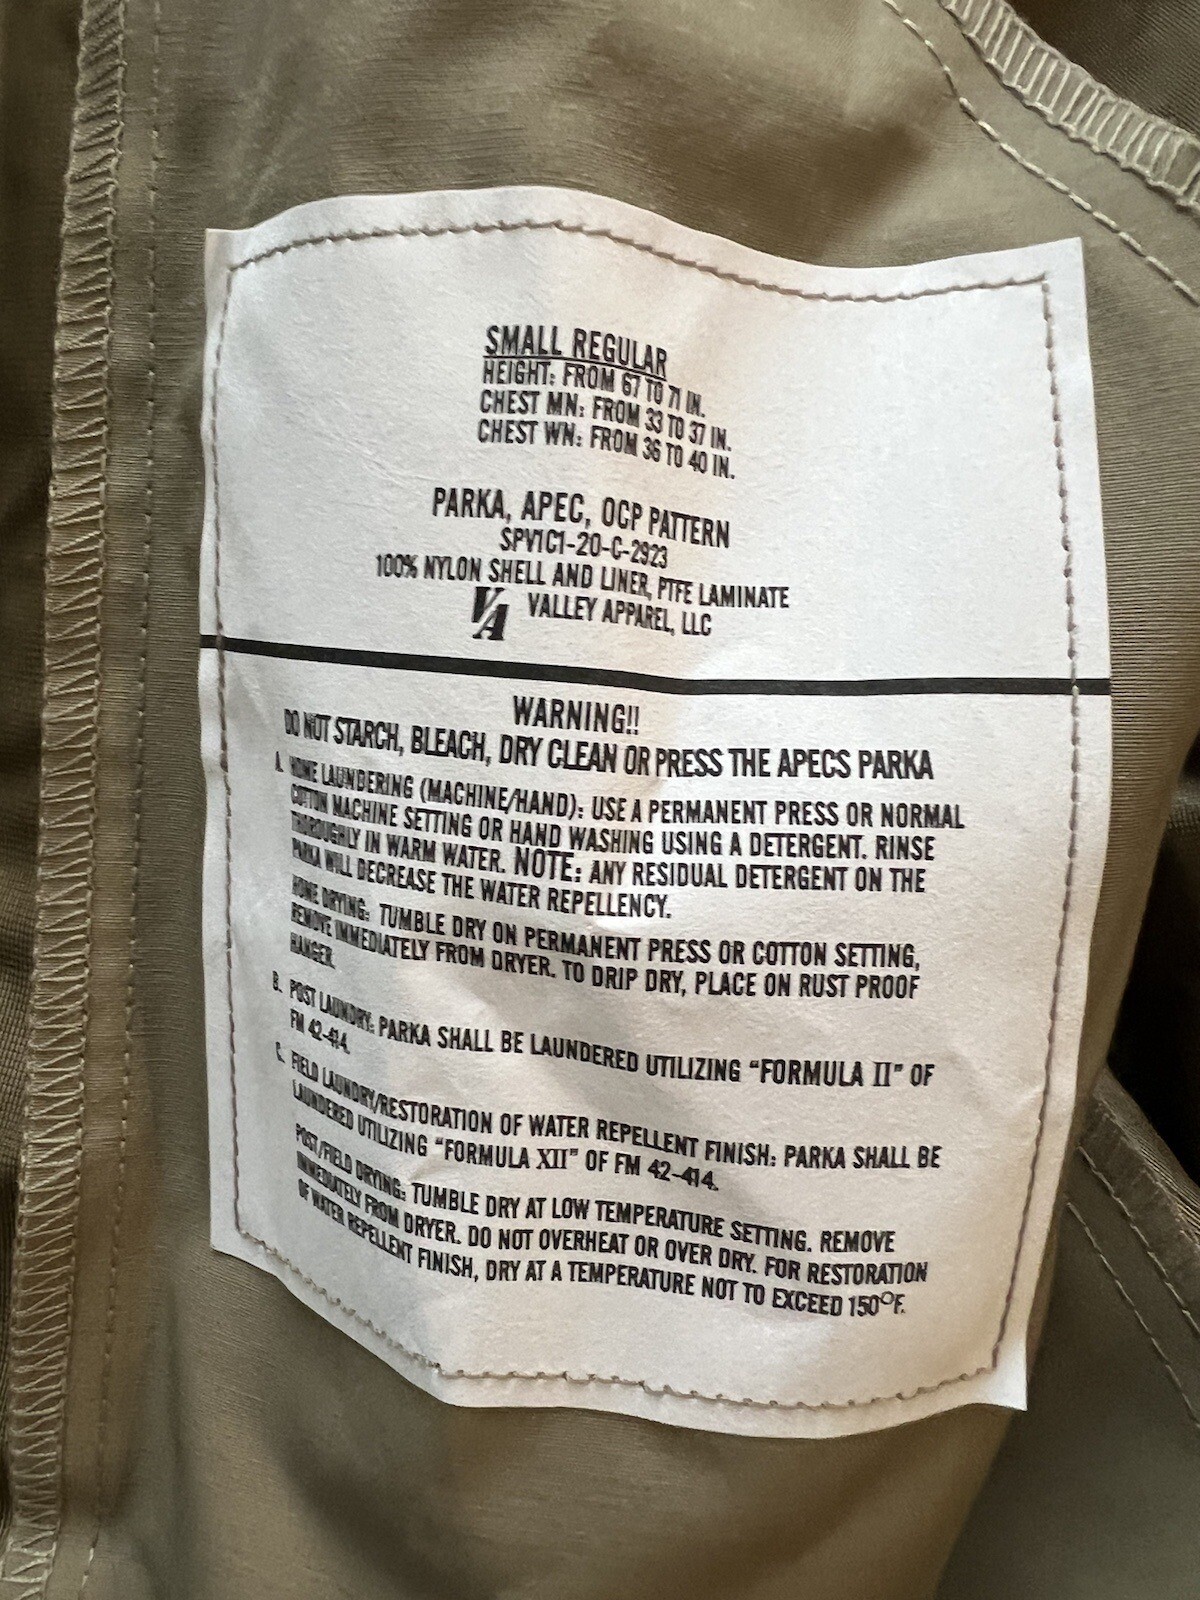 SMALL REGULAR
HEIGHT: FROM 67 TO 71 IN.
CHEST MN: FROM 33 TO 37 IN.
CHEST WN: FROM 36 TO 40 IN.
PARKA, APEC, OCP PATTERN
SPV1C1-20-C-2923
100% NYLON SHELL AND LINER, PTFE LAMINATE
VA VALLEY APPAREL, LLC
WARNING!!
DO NOT STARCH, BLEACH, DRY CLEAN OR PRESS THE APECS PARKA
A. HOME LAUNDERING (MACHINE/HAND): USE A PERMANENT PRESS OR NORMAL
COTTON MACHINE SETTING OR HAND WASHING USING A DETERGENT. RINSE
THOROUGHLY IN WARM WATER. NOTE: ANY RESIDUAL DETERGENT ON THE
PARKA WILL DECREASE THE WATER REPELLENCY.
HOME DRYING: TUMBLE DRY ON PERMANENT PRESS OR COTTON SETTING,
REMOVE IMMEDIATELY FROM DRYER. TO DRIP DRY, PLACE ON RUST PROOF
HANGER.
B. POST LAUNDRY: PARKA SHALL BE LAUNDERED UTILIZING "FORMULA II" OF
FM 42-414.
C. FIELD LAUNDRY/RESTORATION OF WATER REPELLENT FINISH: PARKA SHALL BE
LAUNDERED UTILIZING "FORMULA XII" OF FM 42-414.
POST/FIELD DRYING: TUMBLE DRY AT LOW TEMPERATURE SETTING. REMOVE
IMMEDIATELY FROM DRYER. DO NOT OVERHEAT OR OVER DRY. FOR RESTORATION
OF WATER REPELLENT FINISH, DRY AT A TEMPERATURE NOT TO EXCEED 150°F.